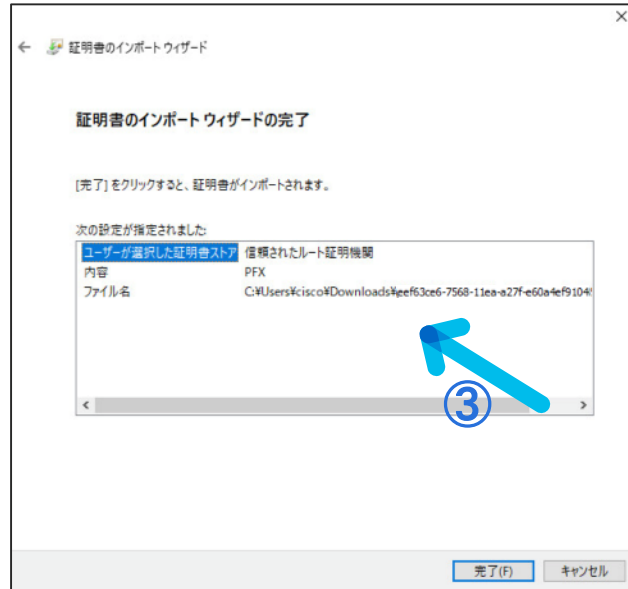 証明書のインポート ウィザード
証明書のインポート ウィザードの完了
[完了] をクリックすると、証明書がインポートされます。
次の設定が指定されました:
ユーザーが選択した証明書ストア 信頼されたルート証明機関
内容 PFX
ファイル名 C:¥Users¥cisco¥Downloads¥eef63ce6-7568-11ea-a27f-e60a4ef9104
③
完了(F) キャンセル